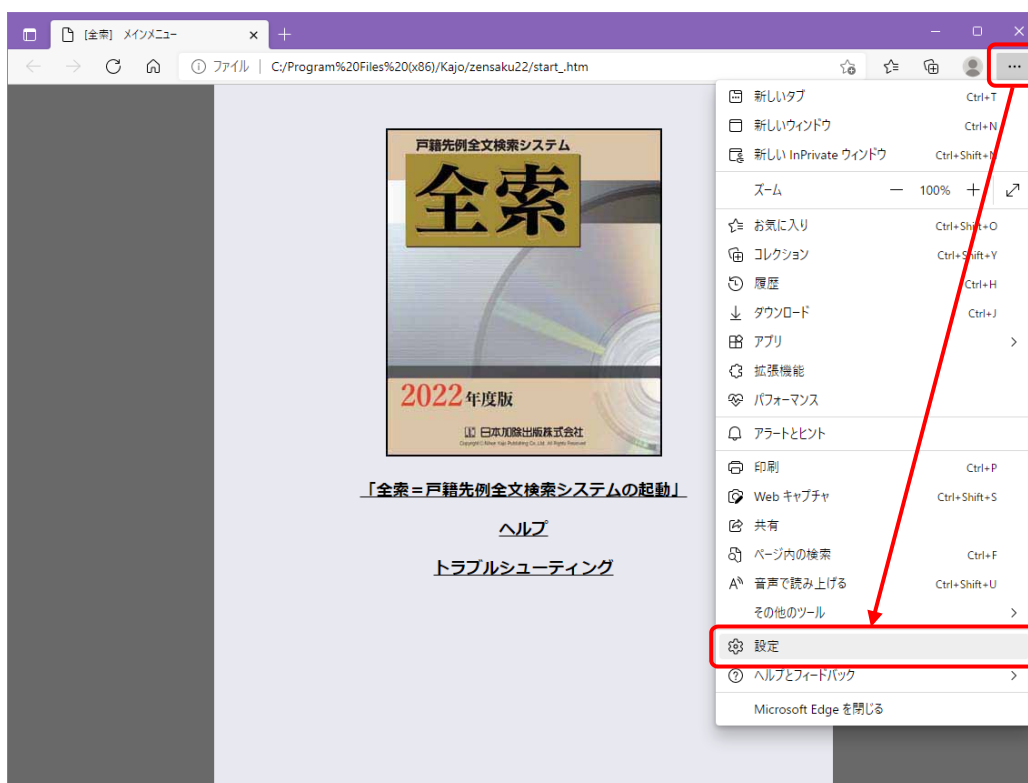 [全索] メインメニュー
ファイル | C:/Program%20Files%20(x86)/Kajo/zensaku22/start_.htm
戸籍先例全文検索システム
全索
2022年度版
日本加除出版株式会社
「全索＝戸籍先例全文検索システムの起動」
ヘルプ
トラブルシューティング
新しいタブ Ctrl+T
新しいウィンドウ Ctrl+N
新しい InPrivate ウィンドウ Ctrl+Shift+N
ズーム 100%
お気に入り Ctrl+Shift+O
コレクション Ctrl+Shift+Y
履歴 Ctrl+H
ダウンロード Ctrl+J
アプリ
拡張機能
パフォーマンス
アラートとヒント
印刷 Ctrl+P
Web キャプチャ Ctrl+Shift+S
共有
ページ内の検索 Ctrl+F
音声で読み上げる Ctrl+Shift+U
その他のツール
設定
ヘルプとフィードバック
Microsoft Edge を閉じる